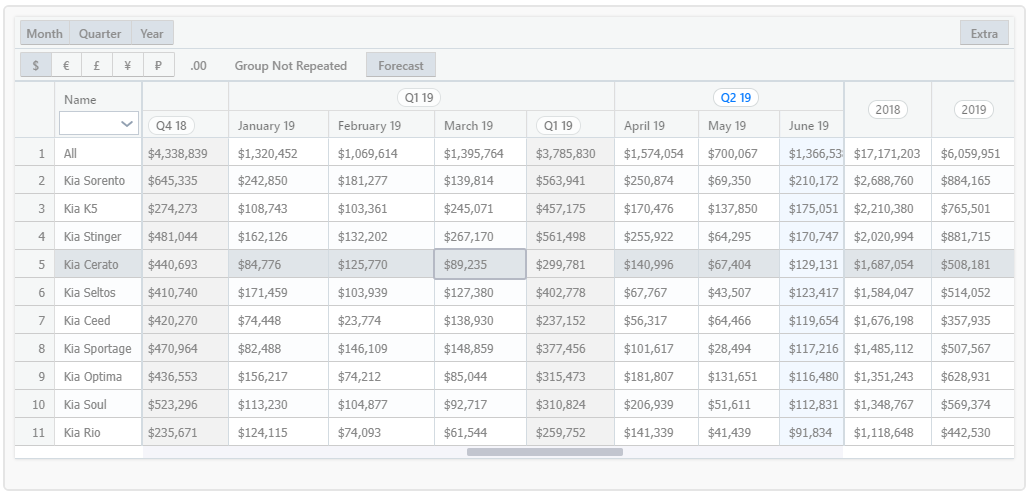 Month Quarter Year Extra
$ € £ ¥ ₽ .00 Group Not Repeated Forecast
Name Q1 19 Q2 19 2018 2019
Q4 18 January 19 February 19 March 19 Q1 19 April 19 May 19 June 19
1 All $4,338,839 $1,320,452 $1,069,614 $1,395,764 $3,785,830 $1,574,054 $700,067 $1,366,53 $17,171,203 $6,059,951
2 Kia Sorento $645,335 $242,850 $181,277 $139,814 $563,941 $250,874 $69,350 $210,172 $2,688,760 $884,165
3 Kia K5 $274,273 $108,743 $103,361 $245,071 $457,175 $170,476 $137,850 $175,051 $2,210,380 $765,501
4 Kia Stinger $481,044 $162,126 $132,202 $267,170 $561,498 $255,922 $64,295 $170,747 $2,020,994 $881,715
5 Kia Cerato $440,693 $84,776 $125,770 $89,235 $299,781 $140,996 $67,404 $129,131 $1,687,054 $508,181
6 Kia Seltos $410,740 $171,459 $103,939 $127,380 $402,778 $67,767 $43,507 $123,417 $1,584,047 $514,052
7 Kia Ceed $420,270 $74,448 $23,774 $138,930 $237,152 $56,317 $64,466 $119,654 $1,676,198 $357,935
8 Kia Sportage $470,964 $82,488 $146,109 $148,859 $377,456 $101,617 $28,494 $117,216 $1,485,112 $507,567
9 Kia Optima $436,553 $156,217 $74,212 $85,044 $315,473 $181,807 $131,651 $116,480 $1,351,243 $628,931
10 Kia Soul $523,296 $113,230 $104,877 $92,717 $310,824 $206,939 $51,611 $112,831 $1,348,767 $569,374
11 Kia Rio $235,671 $124,115 $74,093 $61,544 $259,752 $141,339 $41,439 $91,834 $1,118,648 $442,530